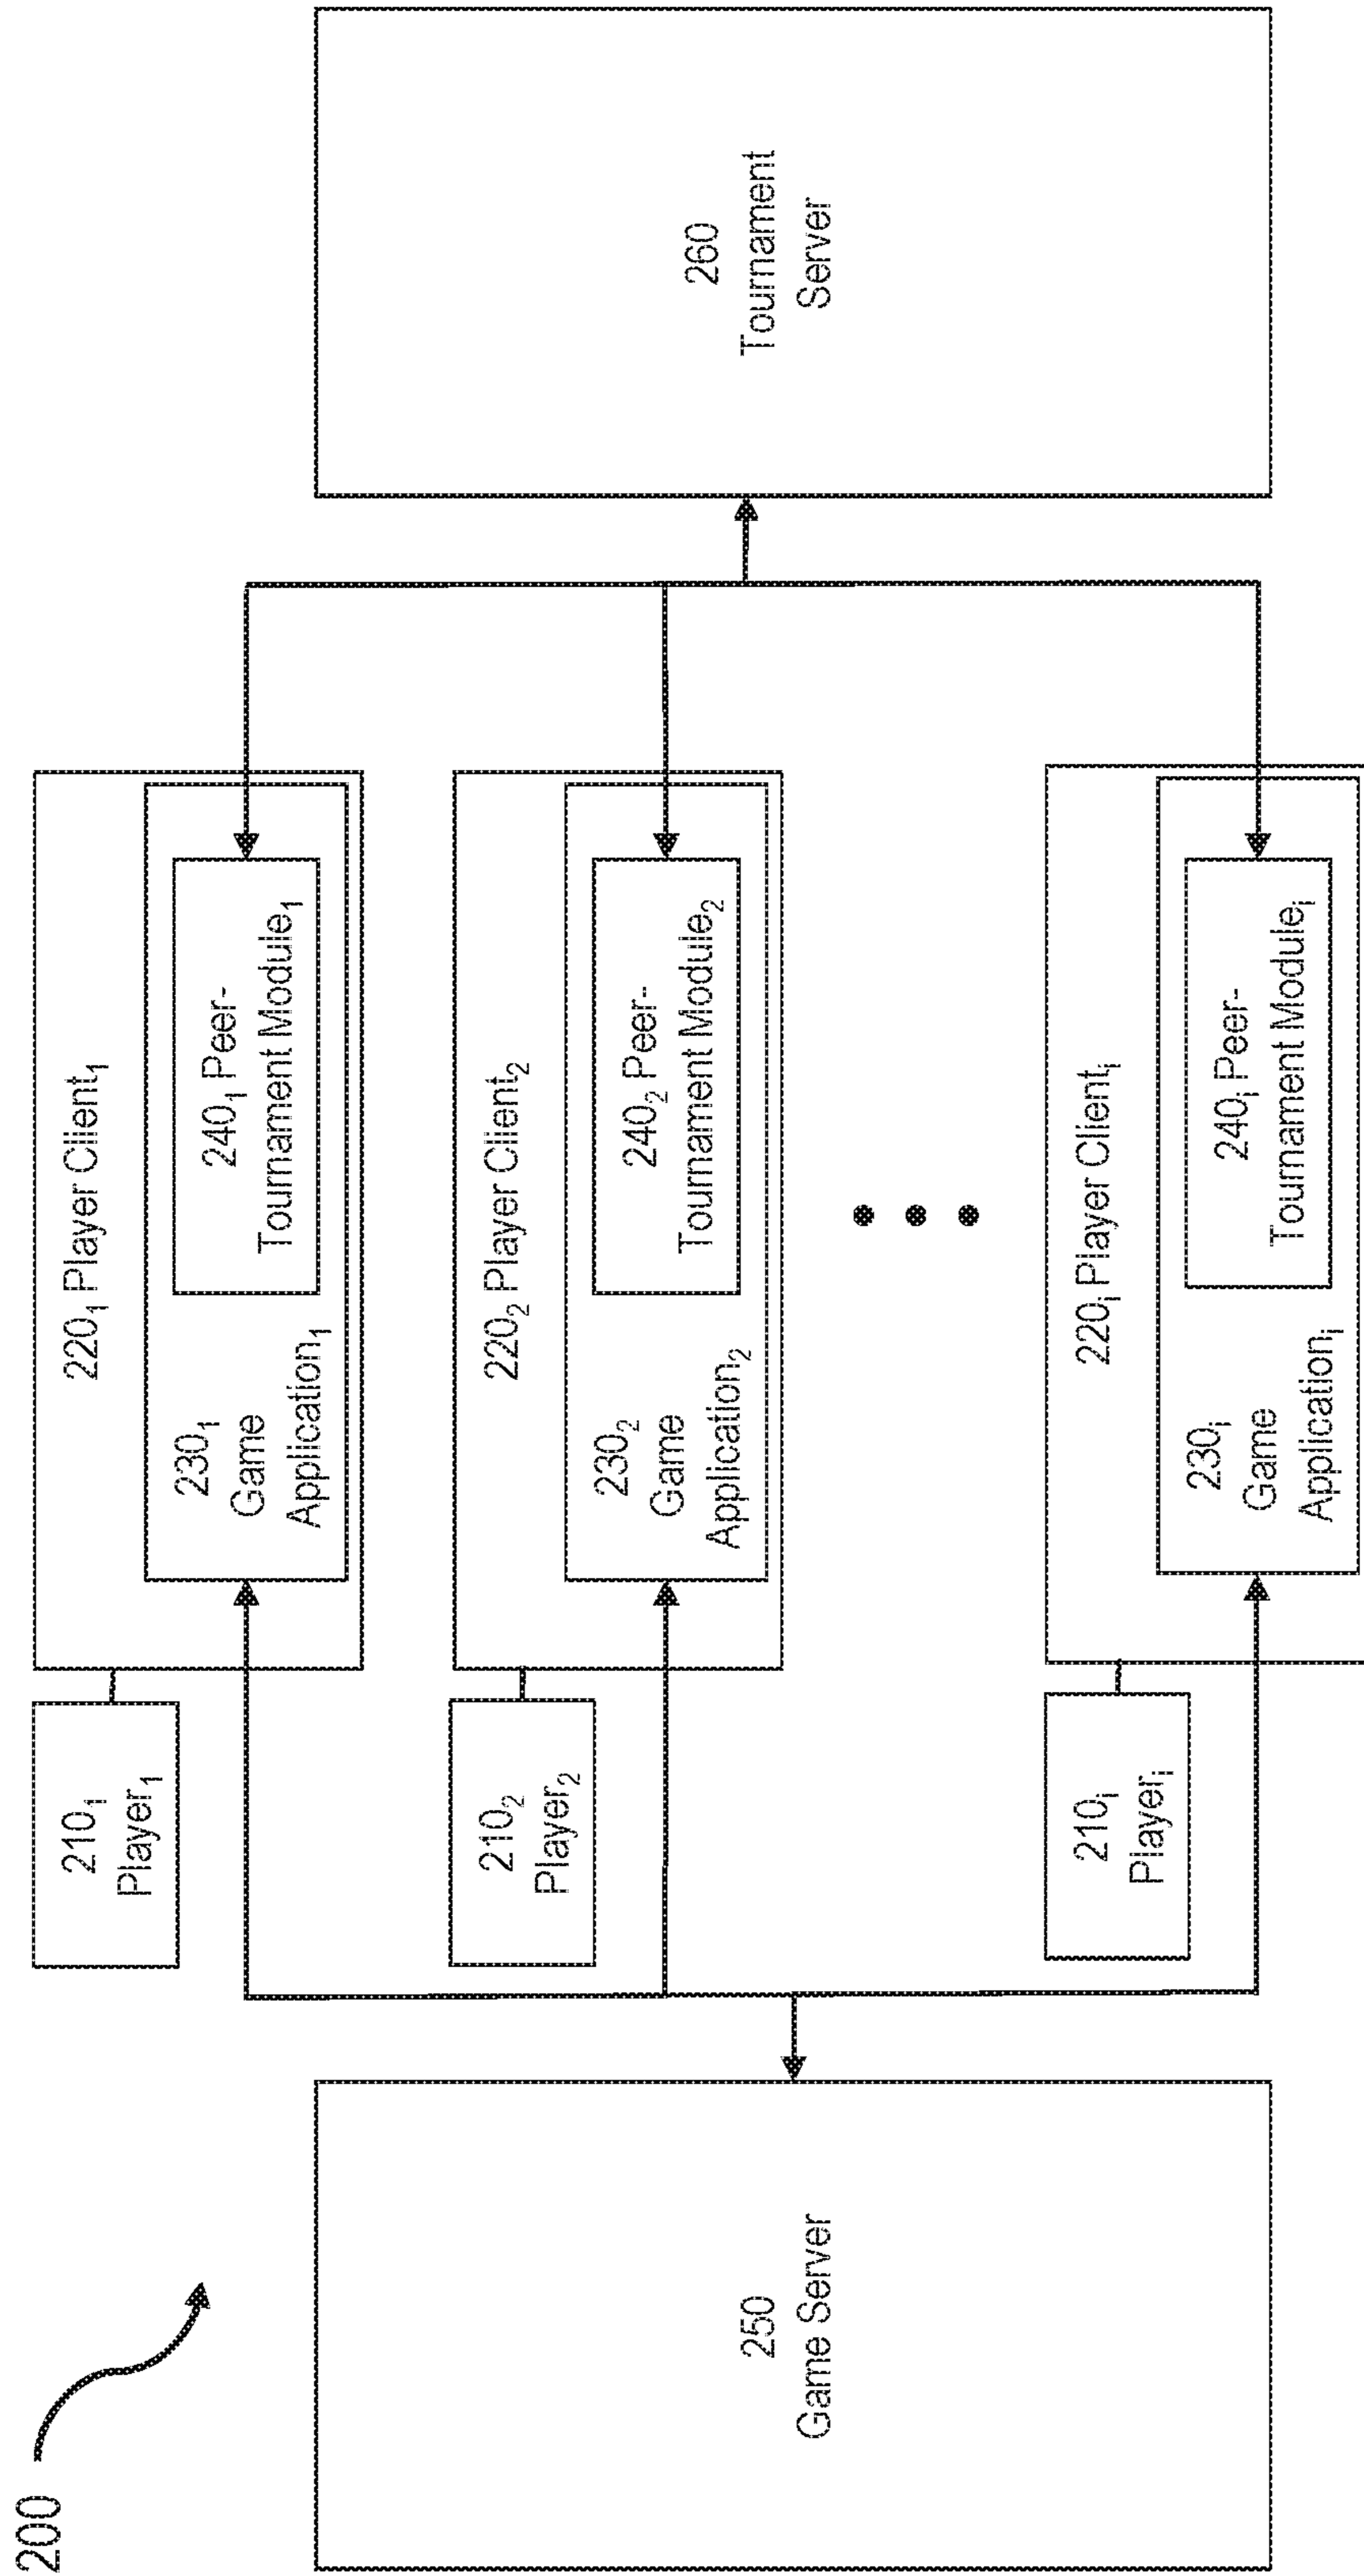 200
210₁
Player₁
220₁ Player Client₁
230₁
Game
Application₁
240₁ Peer-
Tournament Module₁
210₂
Player₂
220₂ Player Client₂
230₂
Game
Application₂
240₂ Peer-
Tournament Module₂
210ᵢ
Playerᵢ
220ᵢ Player Clientᵢ
230ᵢ
Game
Applicationᵢ
240ᵢ Peer-
Tournament Moduleᵢ
250
Game Server
260
Tournament
Server